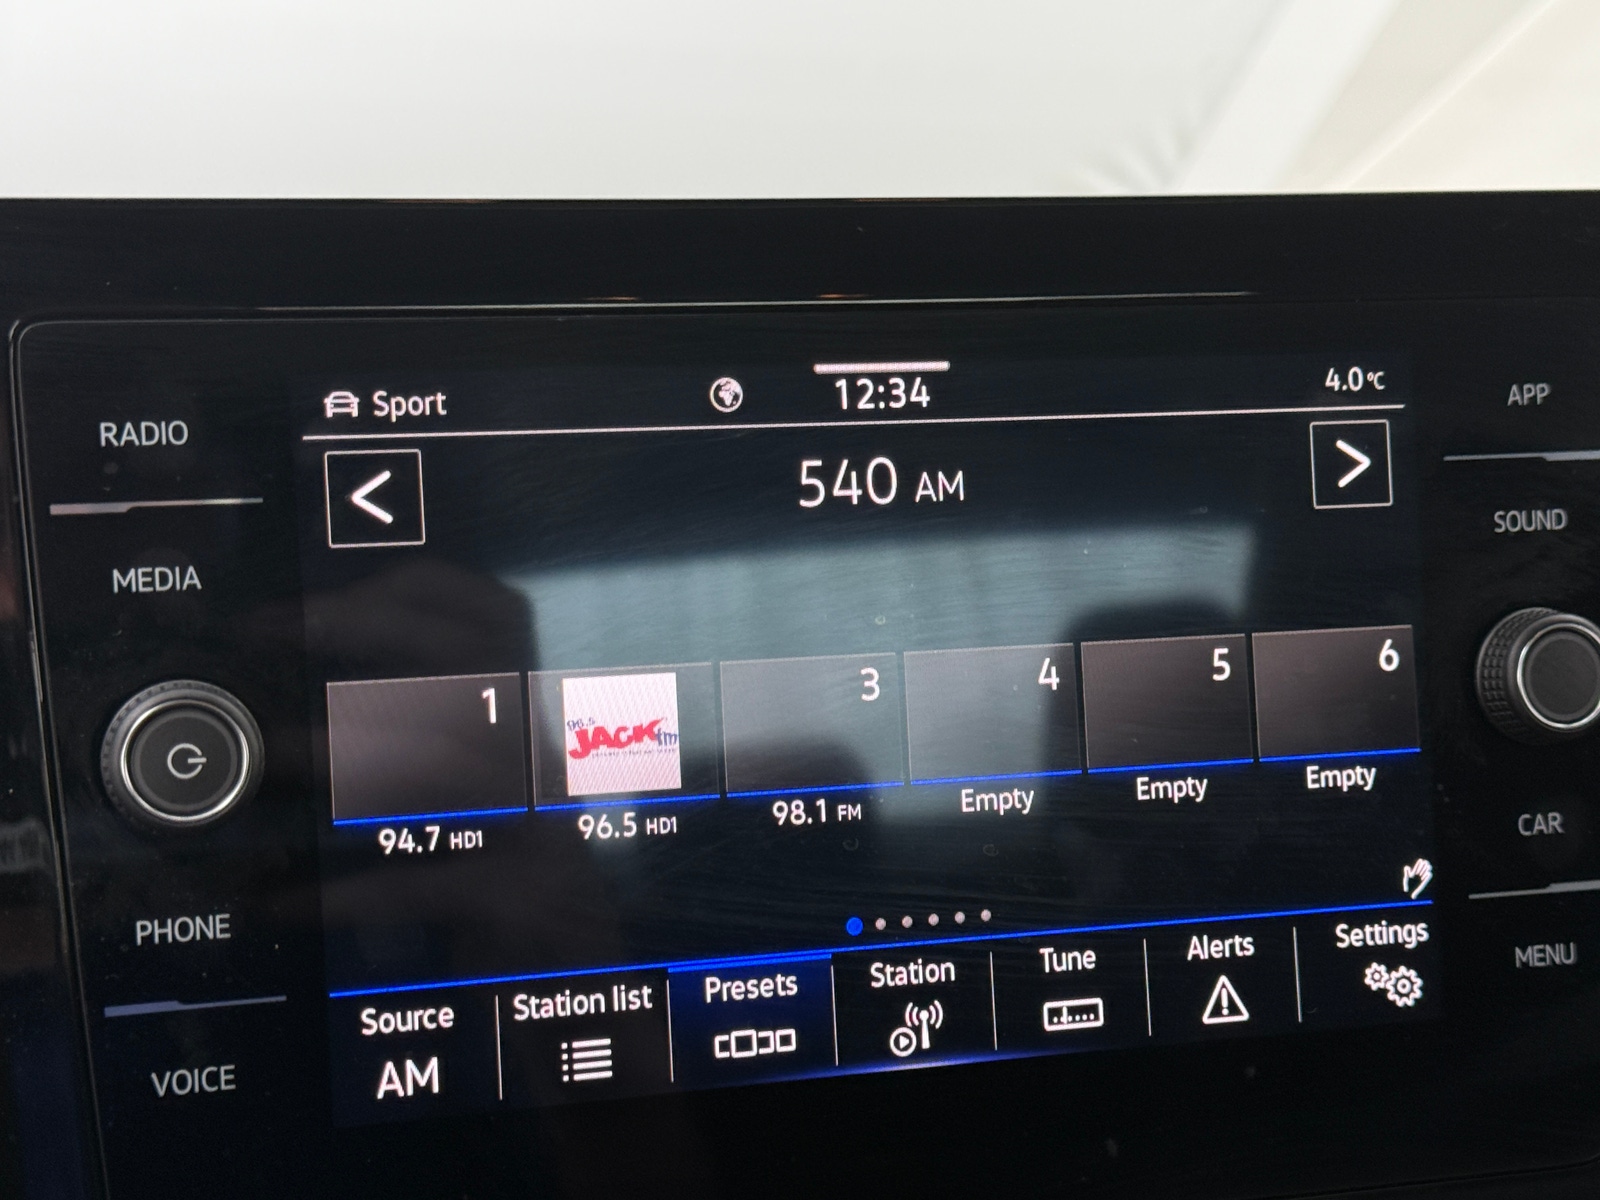 Sport 12:34 4.0°C
RADIO
APP
540 AM
SOUND
MEDIA
1
3
4
5
6
96.5
JACK fm
94.7 HD1
96.5 HD1
98.1 FM
Empty
Empty
Empty
CAR
PHONE
MENU
Source
AM
Station list
Presets
Station
Tune
Alerts
Settings
VOICE